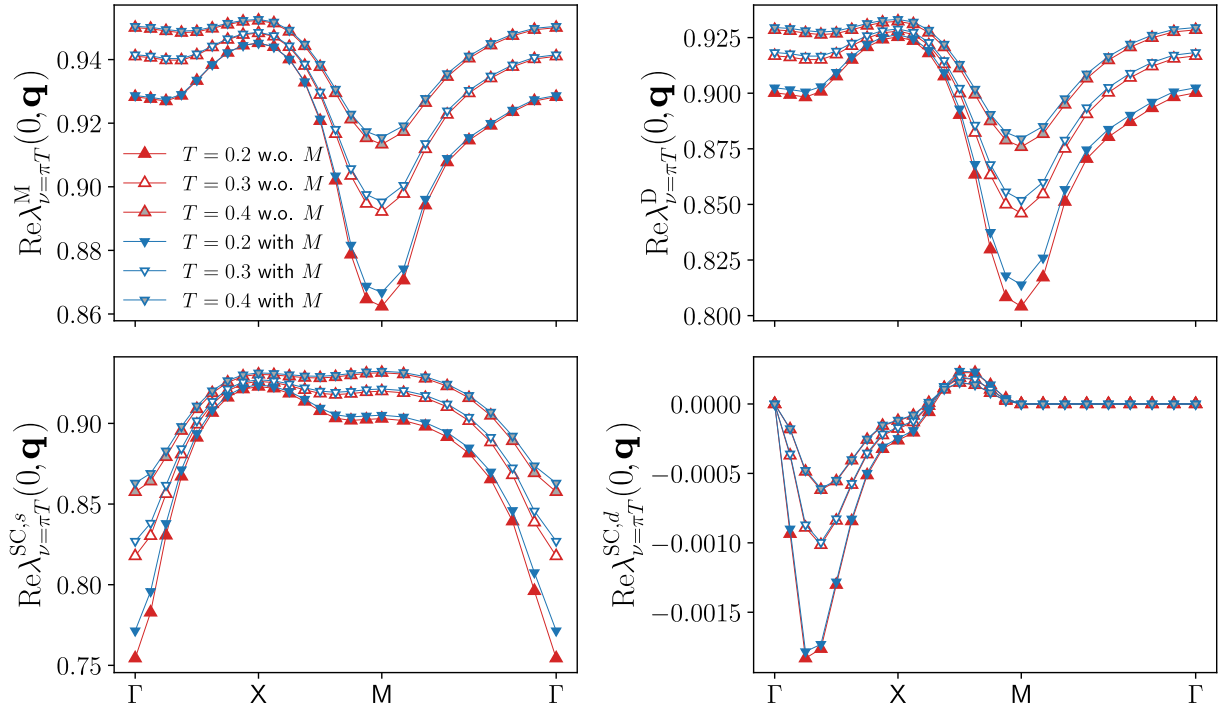 Reλ^M_{ν=πT}(0,q)
0.94
0.92
0.90
0.88
0.86
T = 0.2 w.o. M
T = 0.3 w.o. M
T = 0.4 w.o. M
T = 0.2 with M
T = 0.3 with M
T = 0.4 with M
Reλ^D_{ν=πT}(0,q)
0.925
0.900
0.875
0.850
0.825
0.800
Reλ^{SC,s}_{ν=πT}(0,q)
0.90
0.85
0.80
0.75
Γ X M Γ
Reλ^{SC,d}_{ν=πT}(0,q)
0.0000
−0.0005
−0.0010
−0.0015
Γ X M Γ